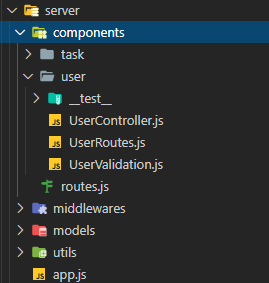 server
components
task
user
__test__
JS UserController.js
JS UserRoutes.js
JS UserValidation.js
routes.js
middlewares
models
utils
JS app.js